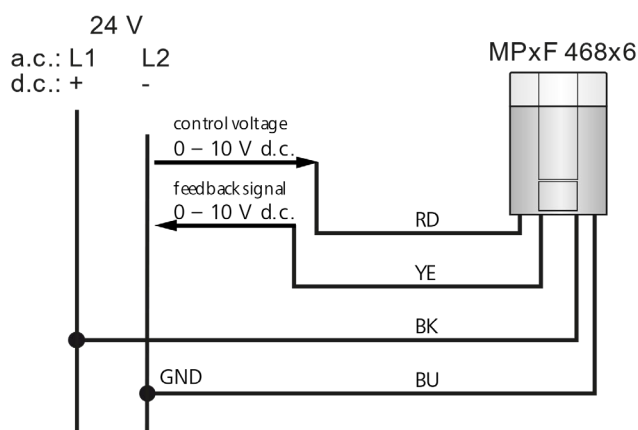 24 V
a.c.: L1 L2
d.c.: + -
MPxF 468x6
control voltage
0 – 10 V d.c.
feedback signal
0 – 10 V d.c.
RD
YE
BK
GND
BU